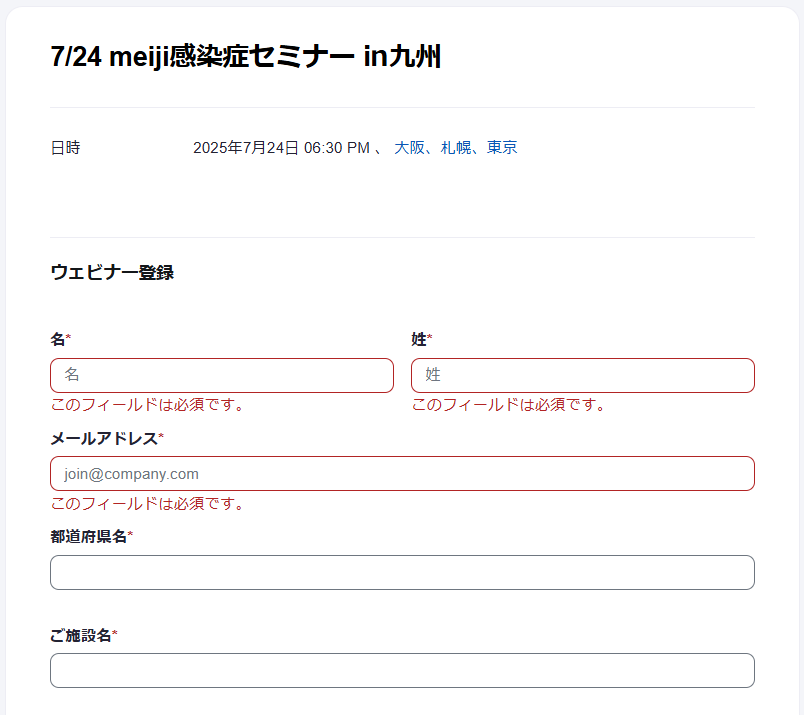 7/24 meiji感染症セミナー in九州
日時 2025年7月24日 06:30 PM 、 大阪、札幌、東京
ウェビナー登録
名* 姓*
名 姓
このフィールドは必須です。 このフィールドは必須です。
メールアドレス*
join@company.com
このフィールドは必須です。
都道府県名*
ご施設名*